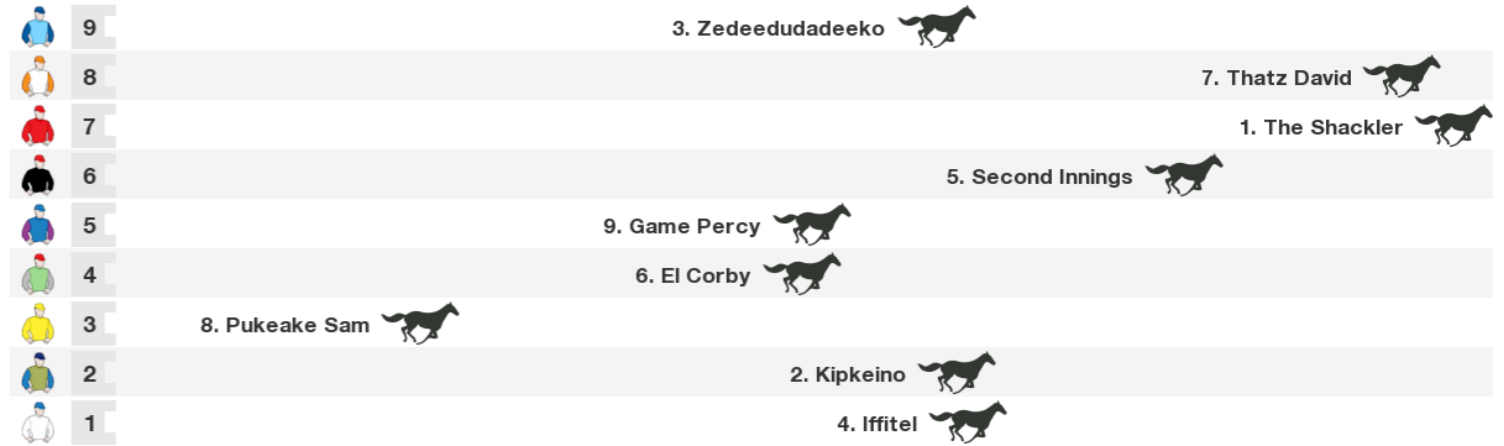 9 3. Zedeedudadeeko
8 7. Thatz David
7 1. The Shackler
6 5. Second Innings
5 9. Game Percy
4 6. El Corby
3 8. Pukeake Sam
2 2. Kipkeino
1 4. Iffitel